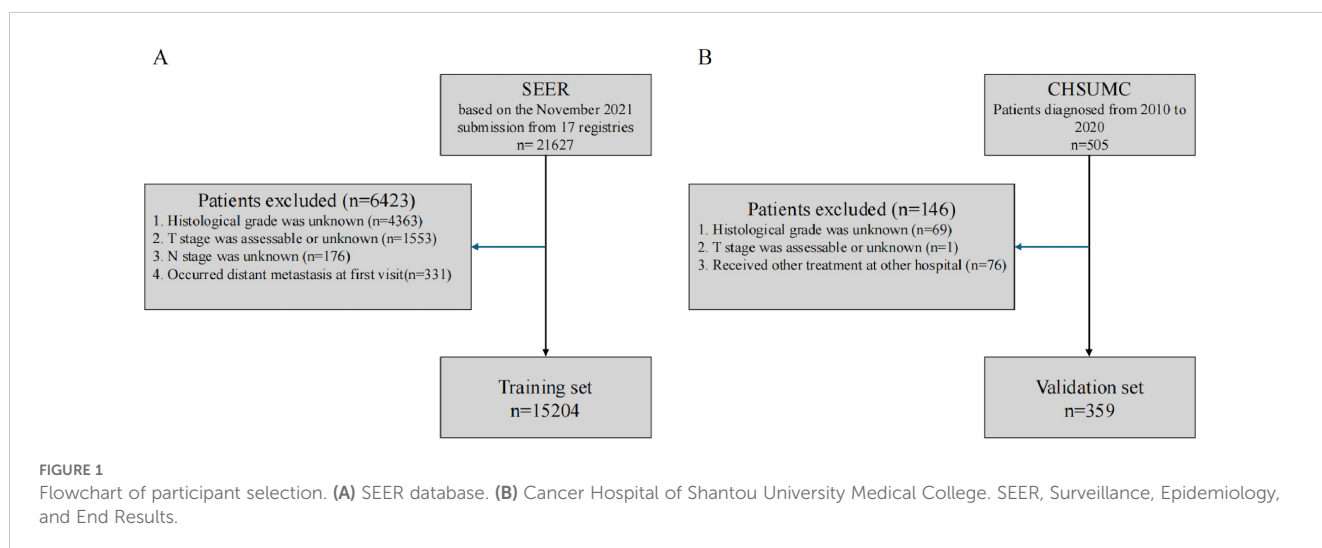 A
SEER
based on the November 2021
submission from 17 registries
n= 21627
Patients excluded (n=6423)
1. Histological grade was unknown (n=4363)
2. T stage was assessable or unknown (n=1553)
3. N stage was unknown (n=176)
4. Occurred distant metastasis at first visit(n=331)
Training set
n=15204
B
CHSUMC
Patients diagnosed from 2010 to
2020
n=505
Patients excluded (n=146)
1. Histological grade was unknown (n=69)
2. T stage was assessable or unknown (n=1)
3. Received other treatment at other hospital (n=76)
Validation set
n=359
FIGURE 1
Flowchart of participant selection. (A) SEER database. (B) Cancer Hospital of Shantou University Medical College. SEER, Surveillance, Epidemiology,
and End Results.